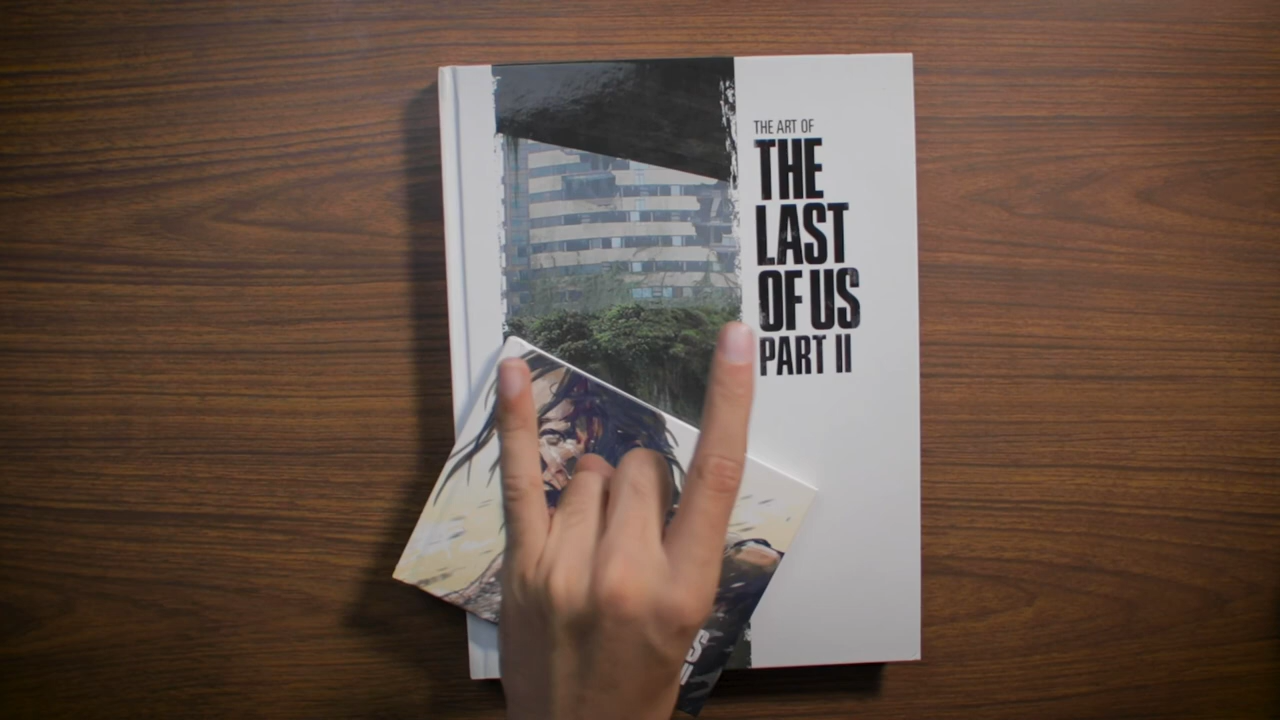 THE ART OF
THE
LAST
OF US
PART II